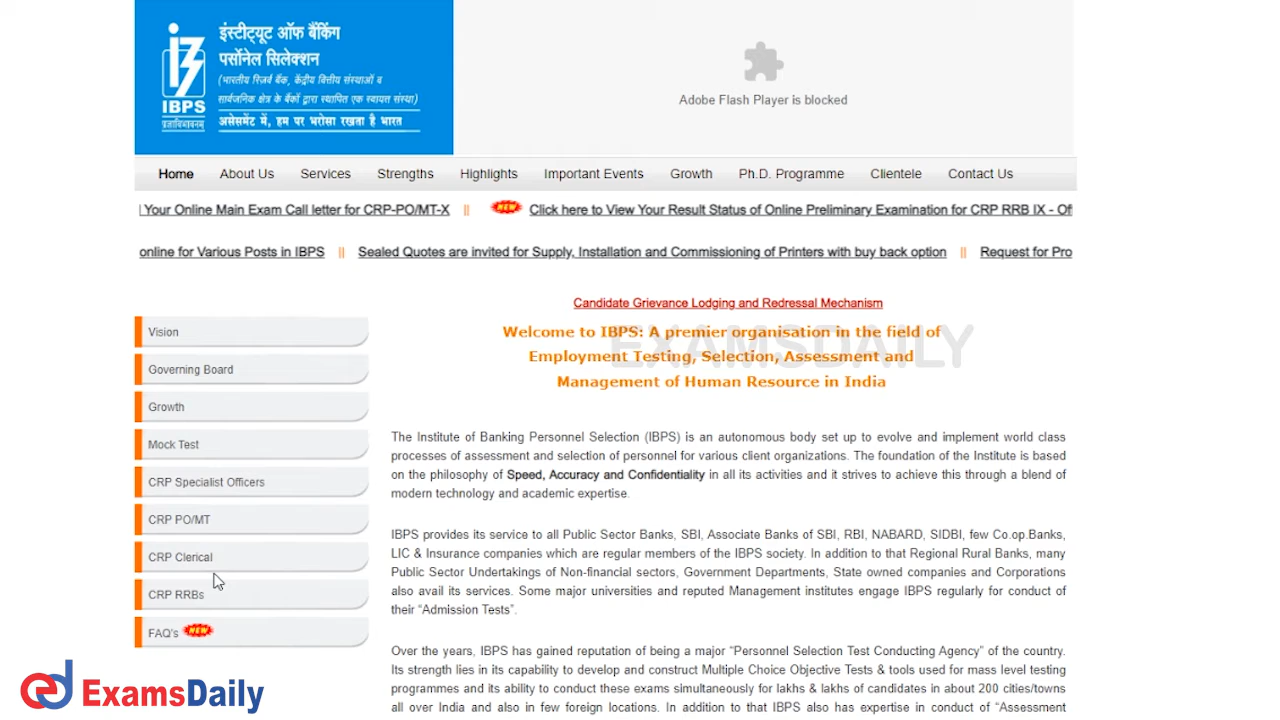 इंस्टीट्यूट ऑफ बैंकिंग
पर्सोनेल सिलेक्शन
(भारतीय रिज़र्व बैंक, केंद्रीय वित्तीय संस्थाओं व
सार्वजनिक क्षेत्र के बैंकों द्वारा स्थापित एक स्वायत्त संस्था)
असेसमेंट में, हम पर भरोसा रखता है भारत
IBPS
Adobe Flash Player is blocked
Home About Us Services Strengths Highlights Important Events Growth Ph.D. Programme Clientele Contact Us
Your Online Main Exam Call letter for CRP-PO/MT-X || NEW Click here to View Your Result Status of Online Preliminary Examination for CRP RRB IX - Of
online for Various Posts in IBPS || Sealed Quotes are invited for Supply, Installation and Commissioning of Printers with buy back option || Request for Pro
Candidate Grievance Lodging and Redressal Mechanism
Welcome to IBPS: A premier organisation in the field of
Employment Testing, Selection, Assessment and
Management of Human Resource in India
EXAMSDAILY
Vision
Governing Board
Growth
Mock Test
CRP Specialist Officers
CRP PO/MT
CRP Clerical
CRP RRBs
FAQ's NEW
The Institute of Banking Personnel Selection (IBPS) is an autonomous body set up to evolve and implement world class
processes of assessment and selection of personnel for various client organizations. The foundation of the Institute is based
on the philosophy of Speed, Accuracy and Confidentiality in all its activities and it strives to achieve this through a blend of
modern technology and academic expertise.
IBPS provides its service to all Public Sector Banks, SBI, Associate Banks of SBI, RBI, NABARD, SIDBI, few Co.op.Banks,
LIC & Insurance companies which are regular members of the IBPS society. In addition to that Regional Rural Banks, many
Public Sector Undertakings of Non-financial sectors, Government Departments, State owned companies and Corporations
also avail its services. Some major universities and reputed Management institutes engage IBPS regularly for conduct of
their “Admission Tests”.
Over the years, IBPS has gained reputation of being a major “Personnel Selection Test Conducting Agency” of the country.
Its strength lies in its capability to develop and construct Multiple Choice Objective Tests & tools used for mass level testing
programmes and its ability to conduct these exams simultaneously for lakhs & lakhs of candidates in about 200 cities/towns
all over India and also in few foreign locations. In addition to that IBPS also has expertise in conduct of “Assessment
ed ExamsDaily